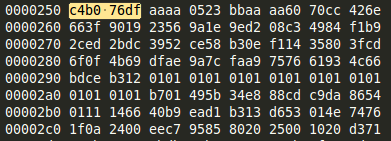 0000250 c4b0·76df aaaa 0523 bbaa aa60 70cc 426e
0000260 663f 9019 2356 9a1e 9ed2 08c3 4984 f1b9
0000270 2ced 2bdc 3952 ce58 b30e f114 3580 3fcd
0000280 6f0f 4b69 dfae 9a7c faa9 7576 6193 4c66
0000290 bdce b312 0101 0101 0101 0101 0101 0101
00002a0 0101 0101 b701 495b 34e8 88cd c9da 8654
00002b0 0111 1466 40b9 ead1 b313 d653 014e 7476
00002c0 1f0a 2400 eec7 9585 8020 2500 1020 d371